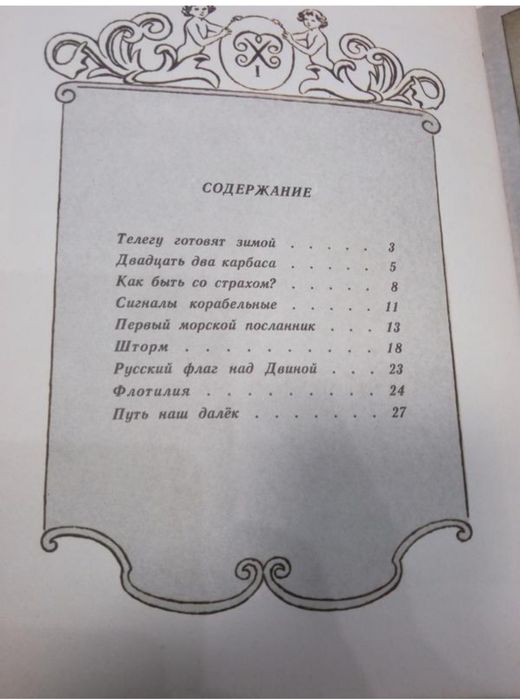 I
СОДЕРЖАНИЕ
Телегу готовят зимой . . . . . 3
Двадцать два карбаса . . . . 5
Как быть со страхом? . . . . 8
Сигналы корабельные . . . . 11
Первый морской посланник . . . 13
Шторм . . . . . . . . . . 18
Русский флаг над Двиной . . . 23
Флотилия . . . . . . . . . 24
Путь наш далёк . . . . . . . 27